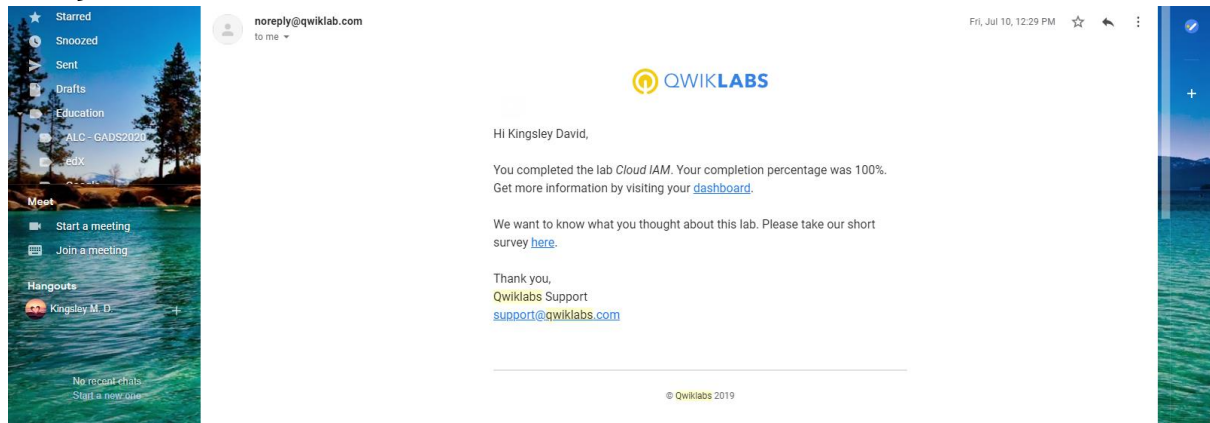 Starred
Snoozed
Sent
Drafts
Education
ALC - GADS2020
edX
Google
Meet
Start a meeting
Join a meeting
Hangouts
Kingsley M. D.
No recent chats
Start a new one
noreply@qwiklab.com
to me
Fri, Jul 10, 12:29 PM
QWIKLABS
Hi Kingsley David,
You completed the lab Cloud IAM. Your completion percentage was 100%.
Get more information by visiting your dashboard.
We want to know what you thought about this lab. Please take our short
survey here.
Thank you,
Qwiklabs Support
support@qwiklabs.com
© Qwiklabs 2019